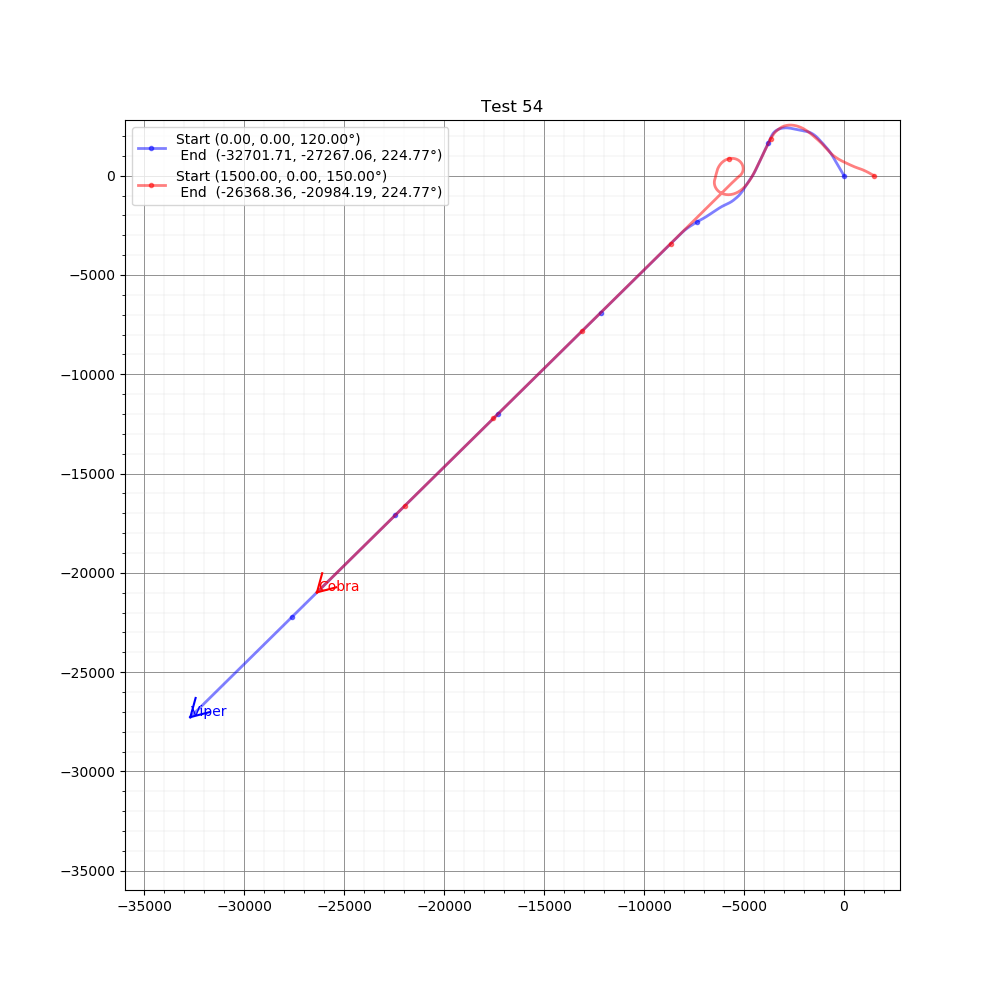 Test 54
Start (0.00, 0.00, 120.00°)
End (-32701.71, -27267.06, 224.77°)
Start (1500.00, 0.00, 150.00°)
End (-26368.36, -20984.19, 224.77°)
0
−5000
−10000
−15000
−20000
−25000
−30000
−35000
Cobra
Viper
−35000 −30000 −25000 −20000 −15000 −10000 −5000 0